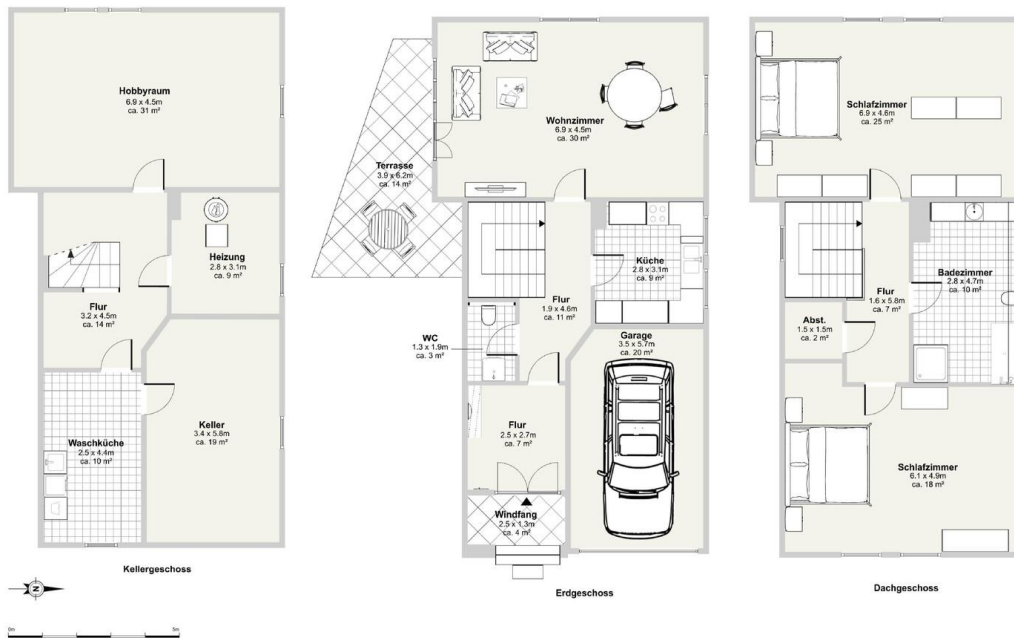 Hobbyraum
6.9 x 4.5m
ca. 31 m²
Heizung
2.8 x 3.1m
ca. 9 m²
Flur
3.2 x 4.5m
ca. 14 m²
Keller
3.4 x 5.8m
ca. 19 m²
Waschküche
2.5 x 4.4m
ca. 10 m²
Kellergeschoss
N
0m
5m
Wohnzimmer
6.9 x 4.5m
ca. 30 m²
Terrasse
3.9 x 6.2m
ca. 14 m²
Küche
2.8 x 3.1m
ca. 9 m²
Flur
1.9 x 4.6m
ca. 11 m²
WC
1.3 x 1.9m
ca. 3 m²
Garage
3.5 x 5.7m
ca. 20 m²
Flur
2.5 x 2.7m
ca. 7 m²
Windfang
2.5 x 1.3m
ca. 4 m²
Erdgeschoss
Schlafzimmer
6.9 x 4.6m
ca. 25 m²
Badezimmer
2.8 x 4.7m
ca. 10 m²
Flur
1.6 x 5.8m
ca. 7 m²
Abst.
1.5 x 1.5m
ca. 2 m²
Schlafzimmer
6.1 x 4.9m
ca. 18 m²
Dachgeschoss